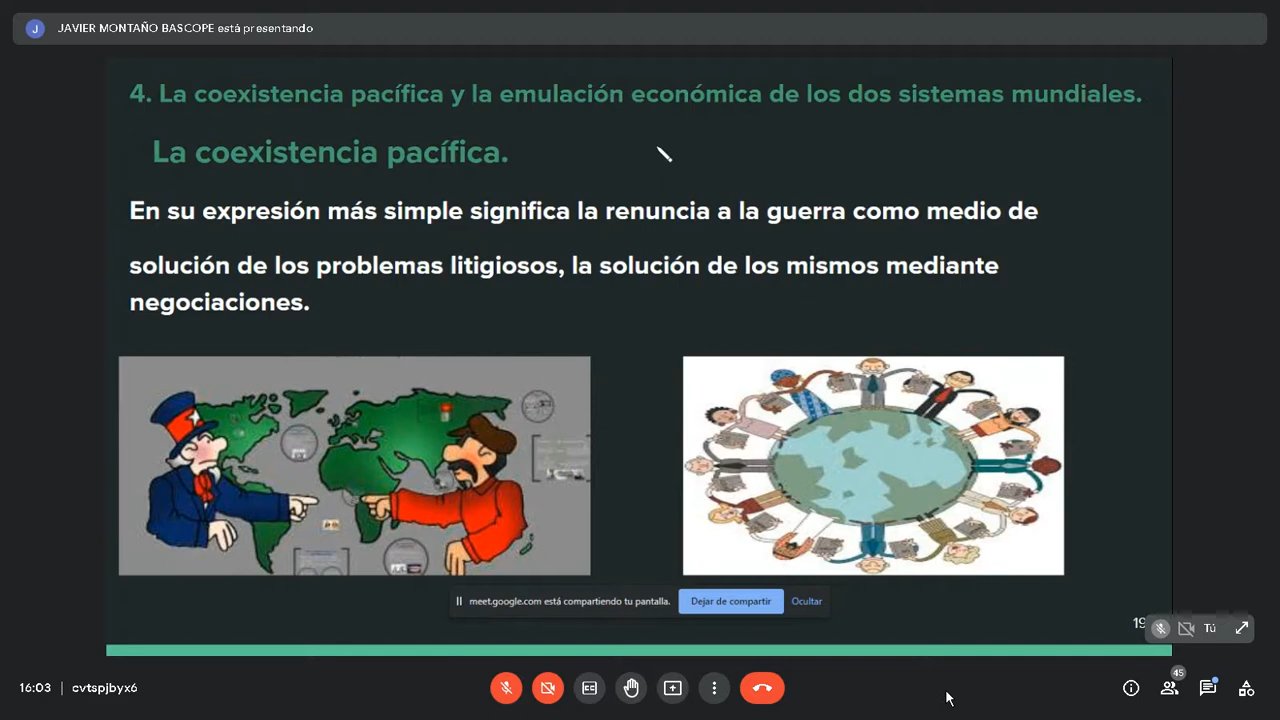 J
JAVIER MONTAÑO BASCOPE está presentando
4. La coexistencia pacífica y la emulación económica de los dos sistemas mundiales.
La coexistencia pacífica.
En su expresión más simple significa la renuncia a la guerra como medio de
solución de los problemas litigiosos, la solución de los mismos mediante
negociaciones.
meet.google.com está compartiendo tu pantalla.
Dejar de compartir
Ocultar
19
Tú
16:03
cvtspjbyx6
45